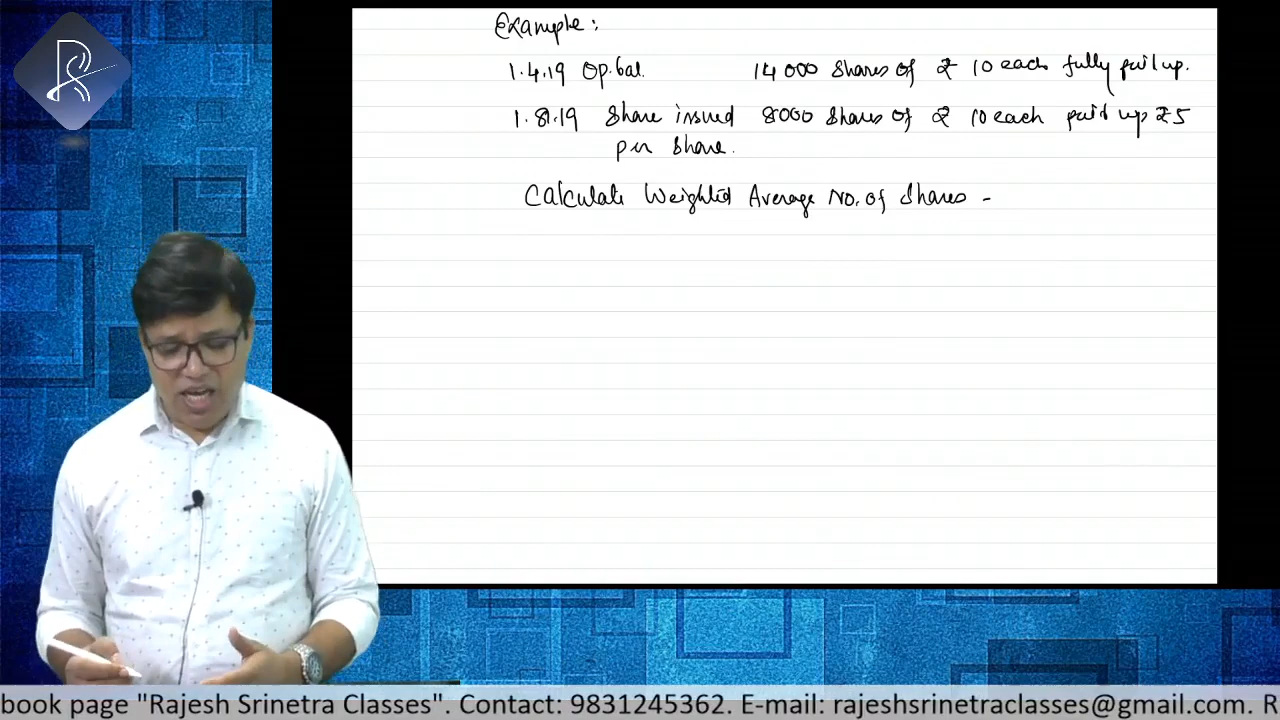 Example:
1.4.19 Op.bal. 14000 Shares of ₹ 10 each fully paid up.
1.8.19 Share issued 8000 Shares of ₹ 10 each paid up ₹5
per Share.
Calculate Weighted Average No. of Shares -
book page "Rajesh Srinetra Classes". Contact: 9831245362. E-mail: rajeshsrinetraclasses@gmail.com. R